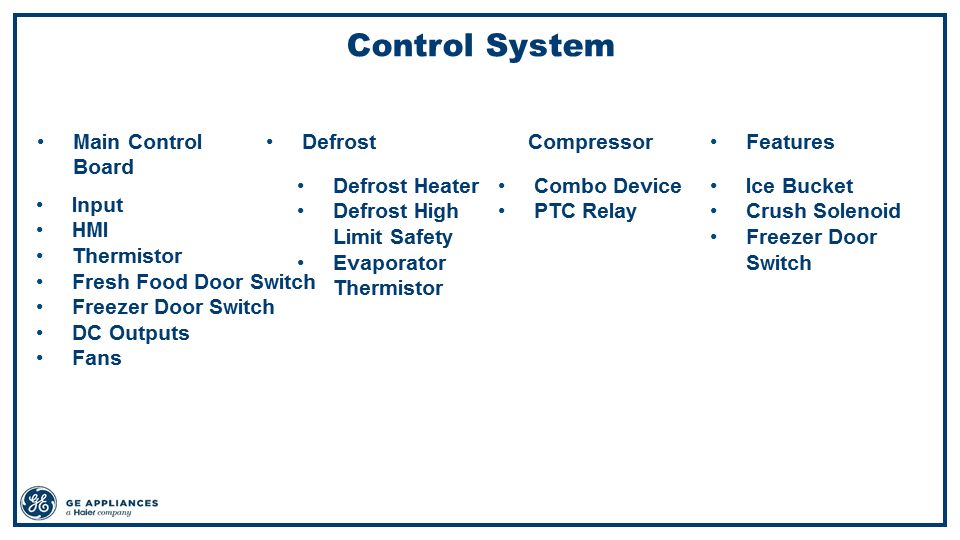 Control System
• Main Control
Board
• Input
• HMI
• Thermistor
• Fresh Food Door Switch
• Freezer Door Switch
• DC Outputs
• Fans
• Defrost
• Defrost Heater
• Defrost High
Limit Safety
• Evaporator
Thermistor
Compressor
• Combo Device
• PTC Relay
• Features
• Ice Bucket
• Crush Solenoid
• Freezer Door
Switch
GE APPLIANCES
a Haier company